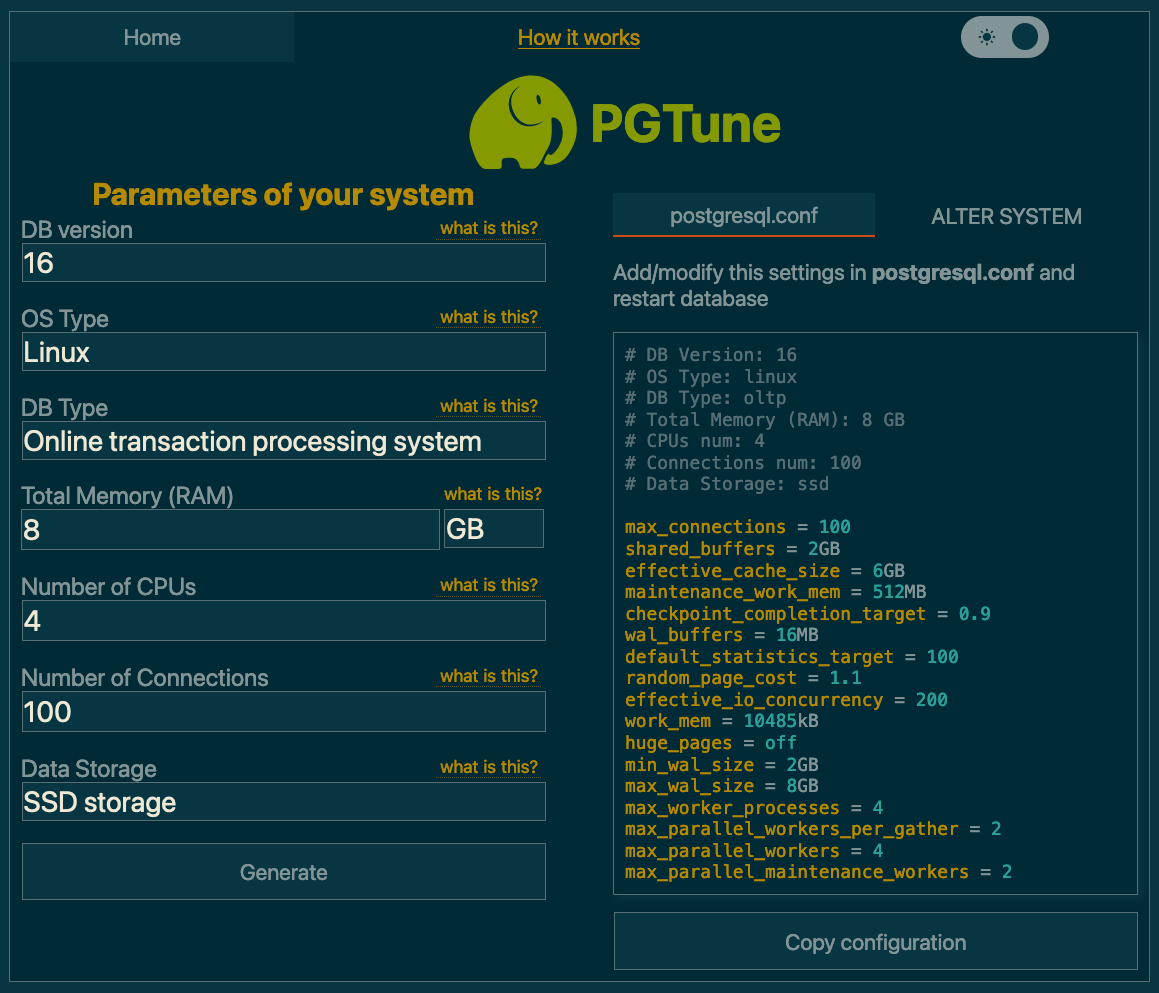 Home
How it works
PGTune
Parameters of your system
DB version
what is this?
16
OS Type
what is this?
Linux
DB Type
what is this?
Online transaction processing system
Total Memory (RAM)
what is this?
8
GB
Number of CPUs
what is this?
4
Number of Connections
what is this?
100
Data Storage
what is this?
SSD storage
Generate
postgresql.conf
ALTER SYSTEM
Add/modify this settings in postgresql.conf and
restart database
# DB Version: 16
# OS Type: linux
# DB Type: oltp
# Total Memory (RAM): 8 GB
# CPUs num: 4
# Connections num: 100
# Data Storage: ssd
max_connections = 100
shared_buffers = 2GB
effective_cache_size = 6GB
maintenance_work_mem = 512MB
checkpoint_completion_target = 0.9
wal_buffers = 16MB
default_statistics_target = 100
random_page_cost = 1.1
effective_io_concurrency = 200
work_mem = 10485kB
huge_pages = off
min_wal_size = 2GB
max_wal_size = 8GB
max_worker_processes = 4
max_parallel_workers_per_gather = 2
max_parallel_workers = 4
max_parallel_maintenance_workers = 2
Copy configuration